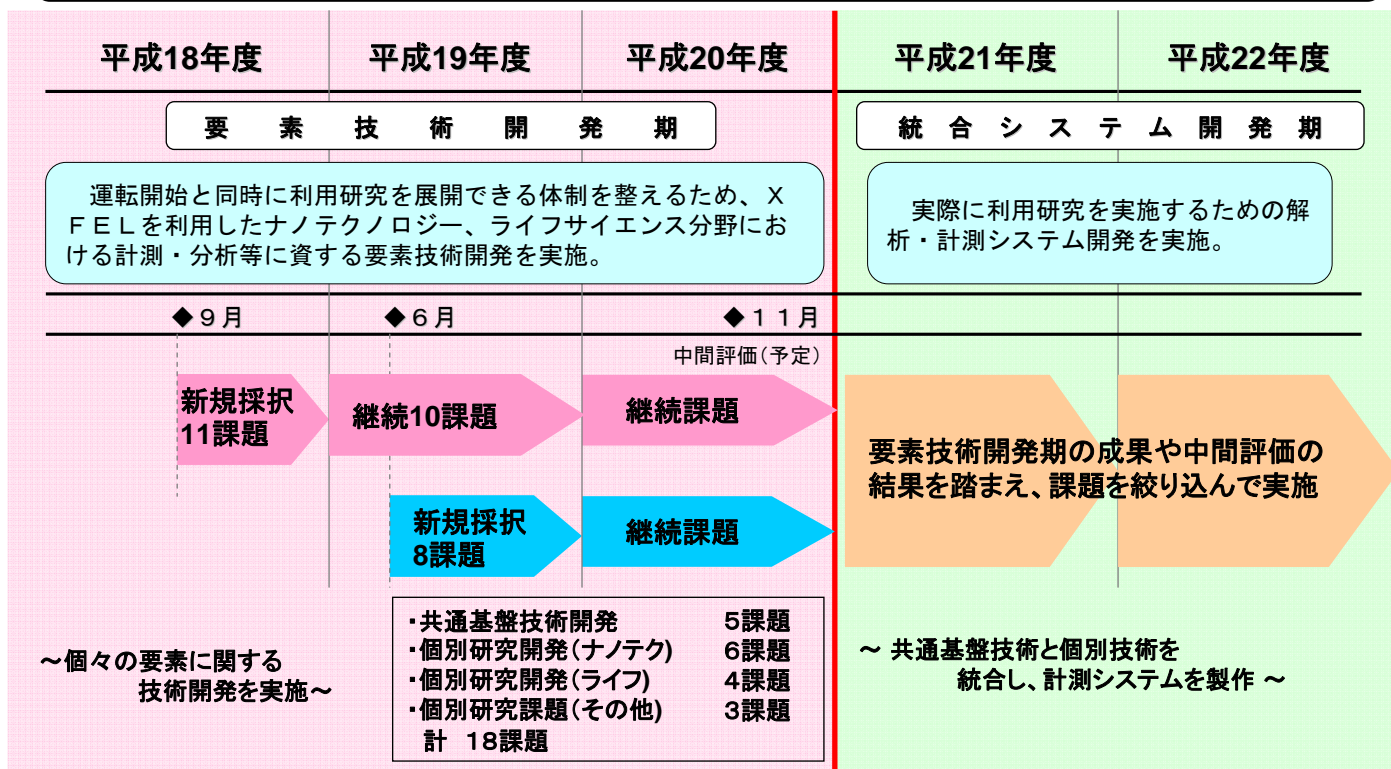 平成18年度 平成19年度 平成20年度 平成21年度 平成22年度
要素技術開発期
統合システム開発期
運転開始と同時に利用研究を展開できる体制を整えるため、X
FELを利用したナノテクノロジー、ライフサイエンス分野にお
ける計測・分析等に資する要素技術開発を実施。
実際に利用研究を実施するための解
析・計測システム開発を実施。
◆9月 ◆6月 ◆11月
中間評価(予定)
新規採択
11課題
継続10課題
継続課題
新規採択
8課題
継続課題
要素技術開発期の成果や中間評価の
結果を踏まえ、課題を絞り込んで実施
~個々の要素に関する
技術開発を実施~
・共通基盤技術開発 5課題
・個別研究開発(ナノテク) 6課題
・個別研究開発(ライフ) 4課題
・個別研究課題(その他) 3課題
計 18課題
~ 共通基盤技術と個別技術を
統合し、計測システムを製作 ~